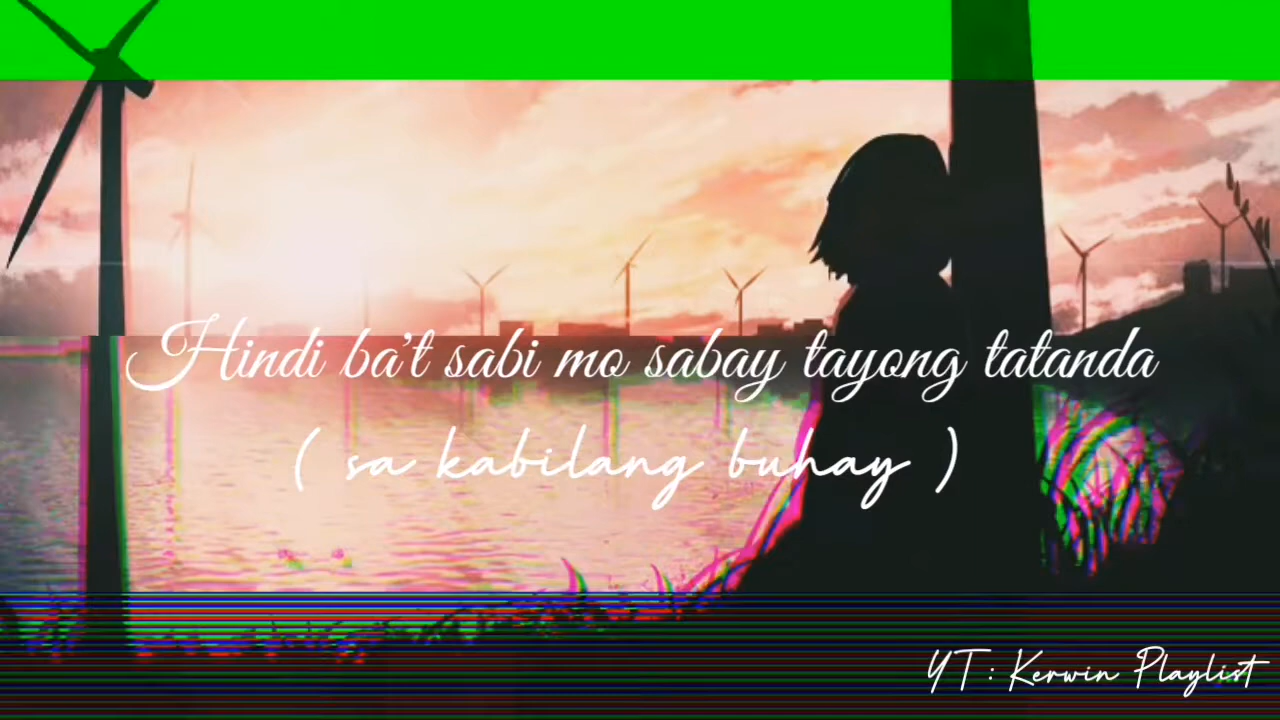 Hindi ba't sabi mo sabay tayong tatanda
( sa kabilang buhay )
YT : Kerwin Playlist